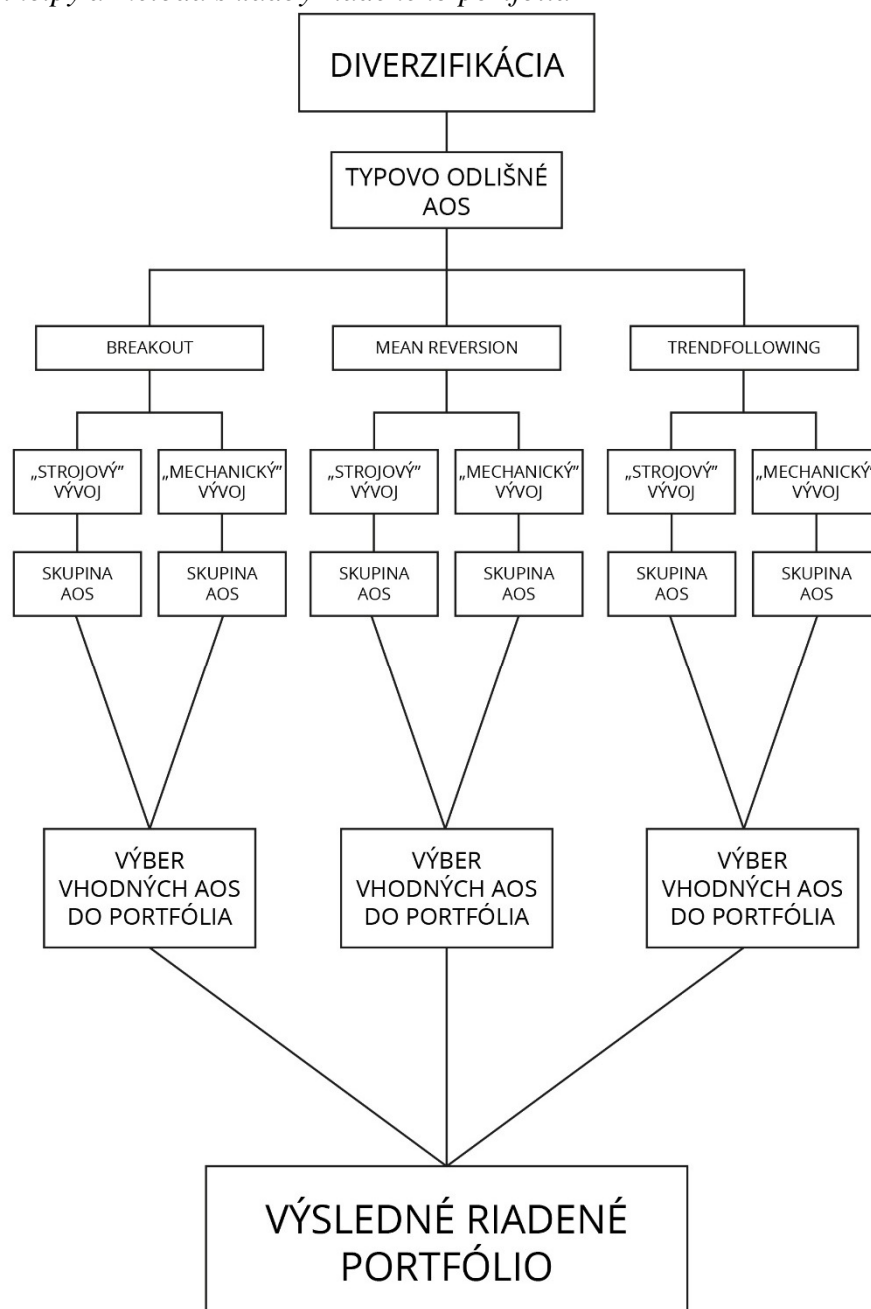 DIVERZIFIKÁCIA
TYPOVO ODLIŠNÉ
AOS
BREAKOUT
MEAN REVERSION
TRENDFOLLOWING
„STROJOVÝ”
VÝVOJ
„MECHANICKÝ”
VÝVOJ
„STROJOVÝ”
VÝVOJ
„MECHANICKÝ”
VÝVOJ
„STROJOVÝ”
VÝVOJ
„MECHANICKÝ”
VÝVOJ
SKUPINA
AOS
SKUPINA
AOS
SKUPINA
AOS
SKUPINA
AOS
SKUPINA
AOS
SKUPINA
AOS
VÝBER
VHODNÝCH AOS
DO PORTFÓLIA
VÝBER
VHODNÝCH AOS
DO PORTFÓLIA
VÝBER
VHODNÝCH AOS
DO PORTFÓLIA
VÝSLEDNÉ RIADENÉ
PORTFÓLIO